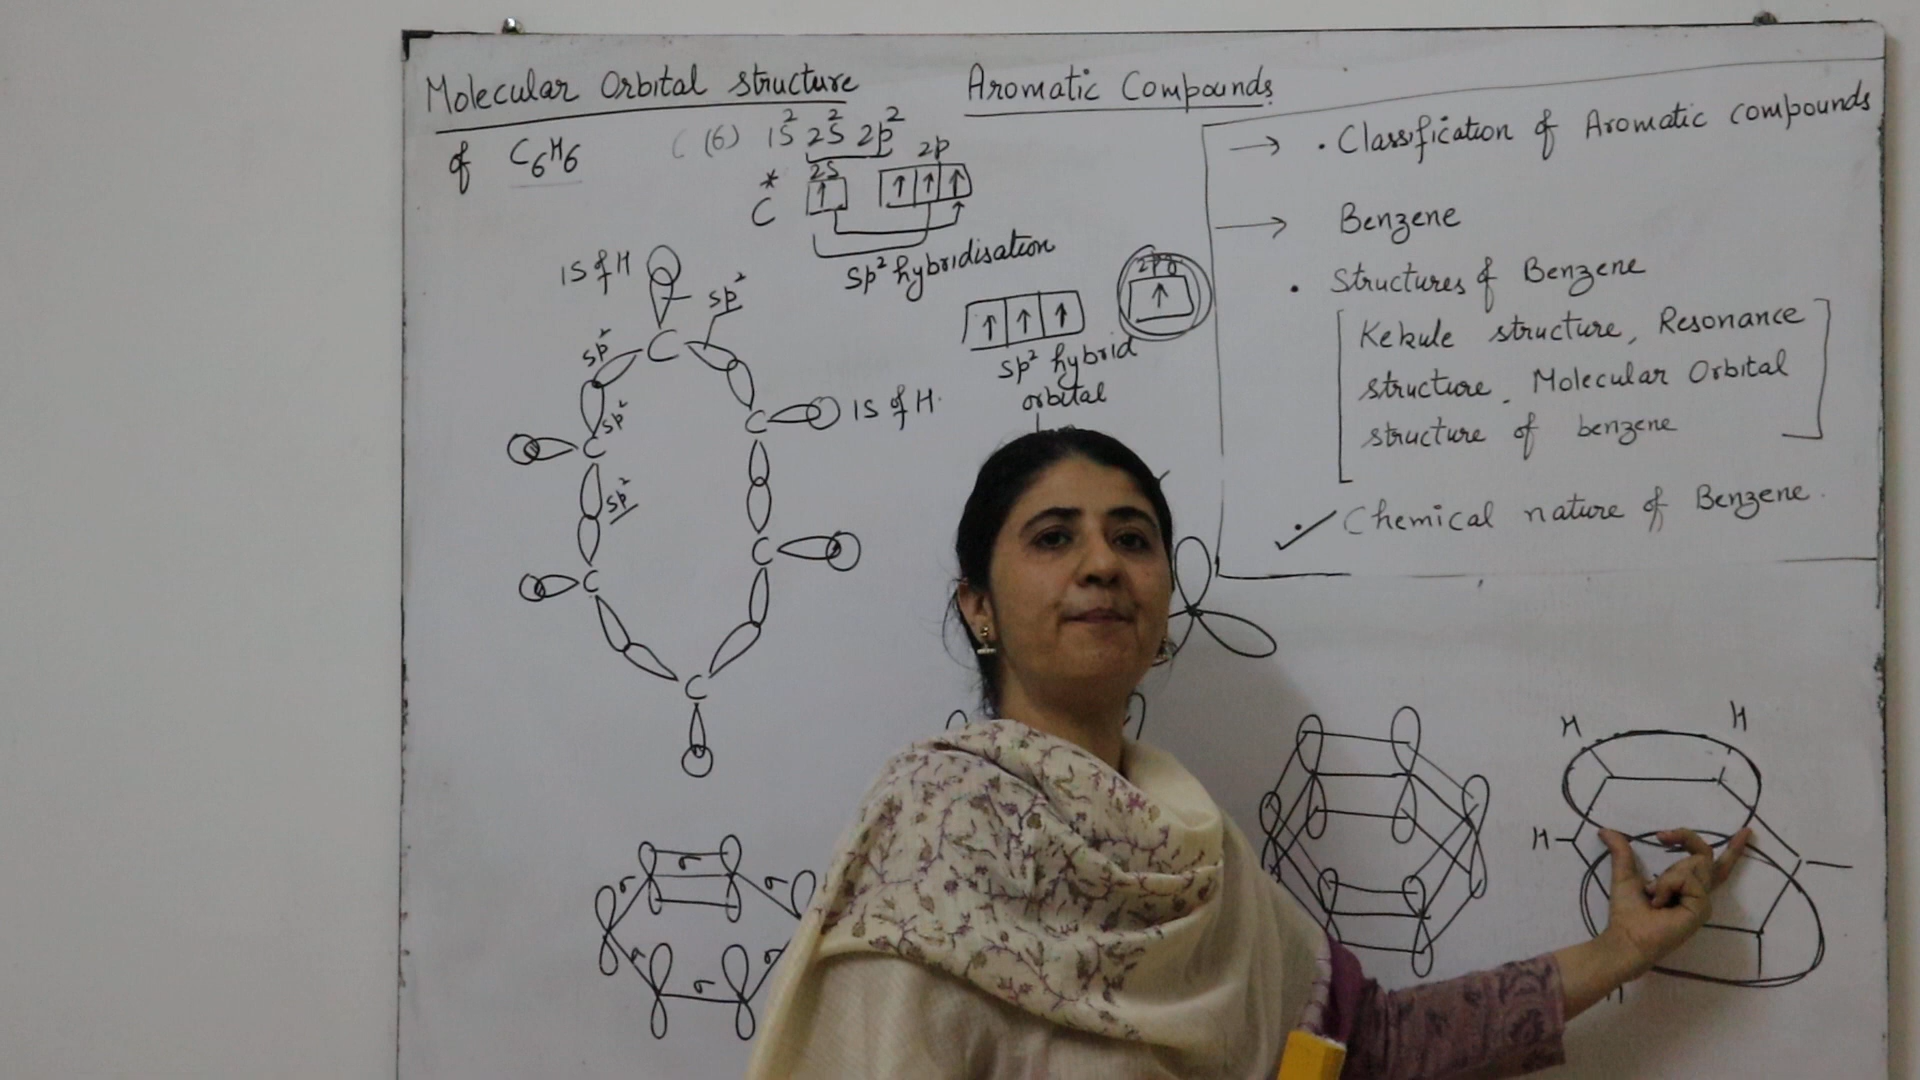 Molecular Orbital structure
of C₆H₆
C (6) 1S² 2S² 2p²
2S 2p
*
C ↑ ↑ ↑ ↑
Sp² hybridisation
↑ ↑ ↑
2pz
↑
Sp² hybrid
orbital
1S of H
sp²
sp²
C
sp²
C
1S of H.
C
sp²
C
C
C
σ
σ
σ
σ
σ
σ
Aromatic Compounds
→ . Classification of Aromatic compounds
→ Benzene
. Structures of Benzene
[Kekule structure, Resonance
structure. Molecular Orbital
structure of benzene]
. ✓ Chemical nature of Benzene.
H H
H
H